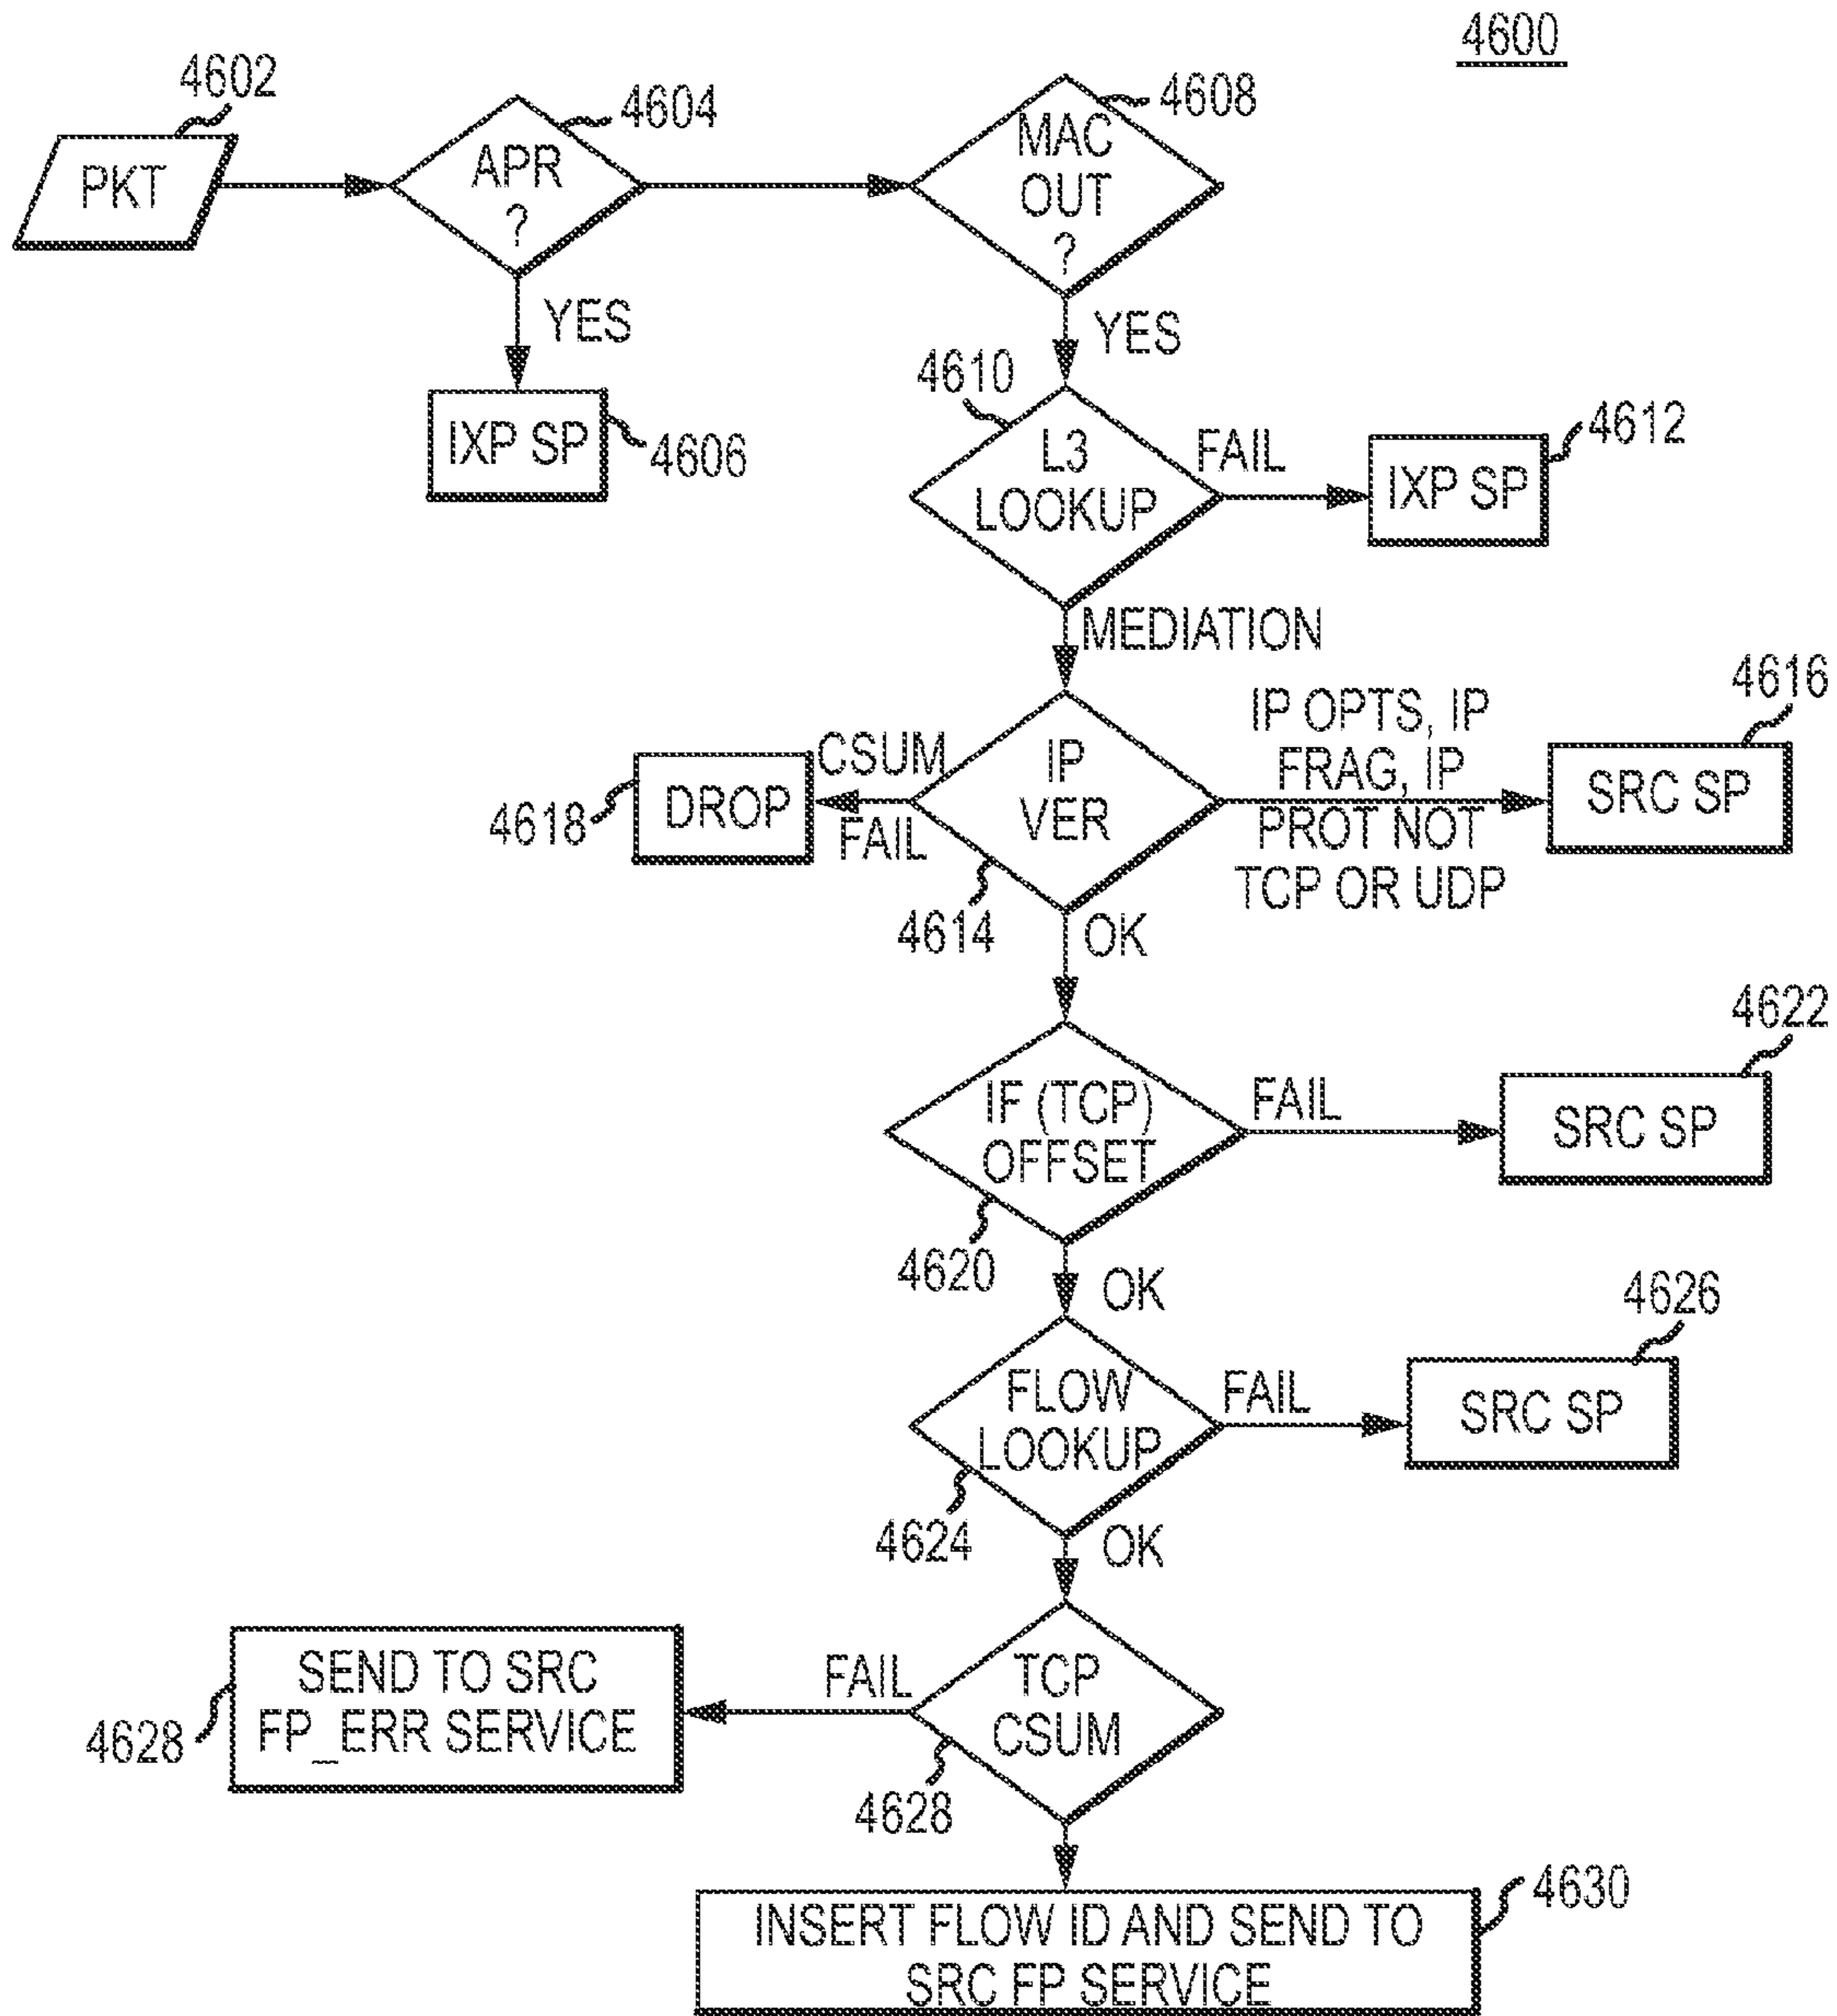 4600
4602
PKT
4604
APR
?
YES
IXP SP
4606
4608
MAC
OUT
?
YES
4610
L3
LOOKUP
FAIL
IXP SP
4612
MEDIATION
4614
IP
VER
CSUM
FAIL
DROP
4618
IP OPTS, IP
FRAG, IP
PROT NOT
TCP OR UDP
SRC SP
4616
OK
IF (TCP)
OFFSET
4620
FAIL
SRC SP
4622
OK
FLOW
LOOKUP
4624
FAIL
SRC SP
4626
OK
TCP
CSUM
4628
FAIL
SEND TO SRC
FP_ERR SERVICE
4628
INSERT FLOW ID AND SEND TO
SRC FP SERVICE
4630